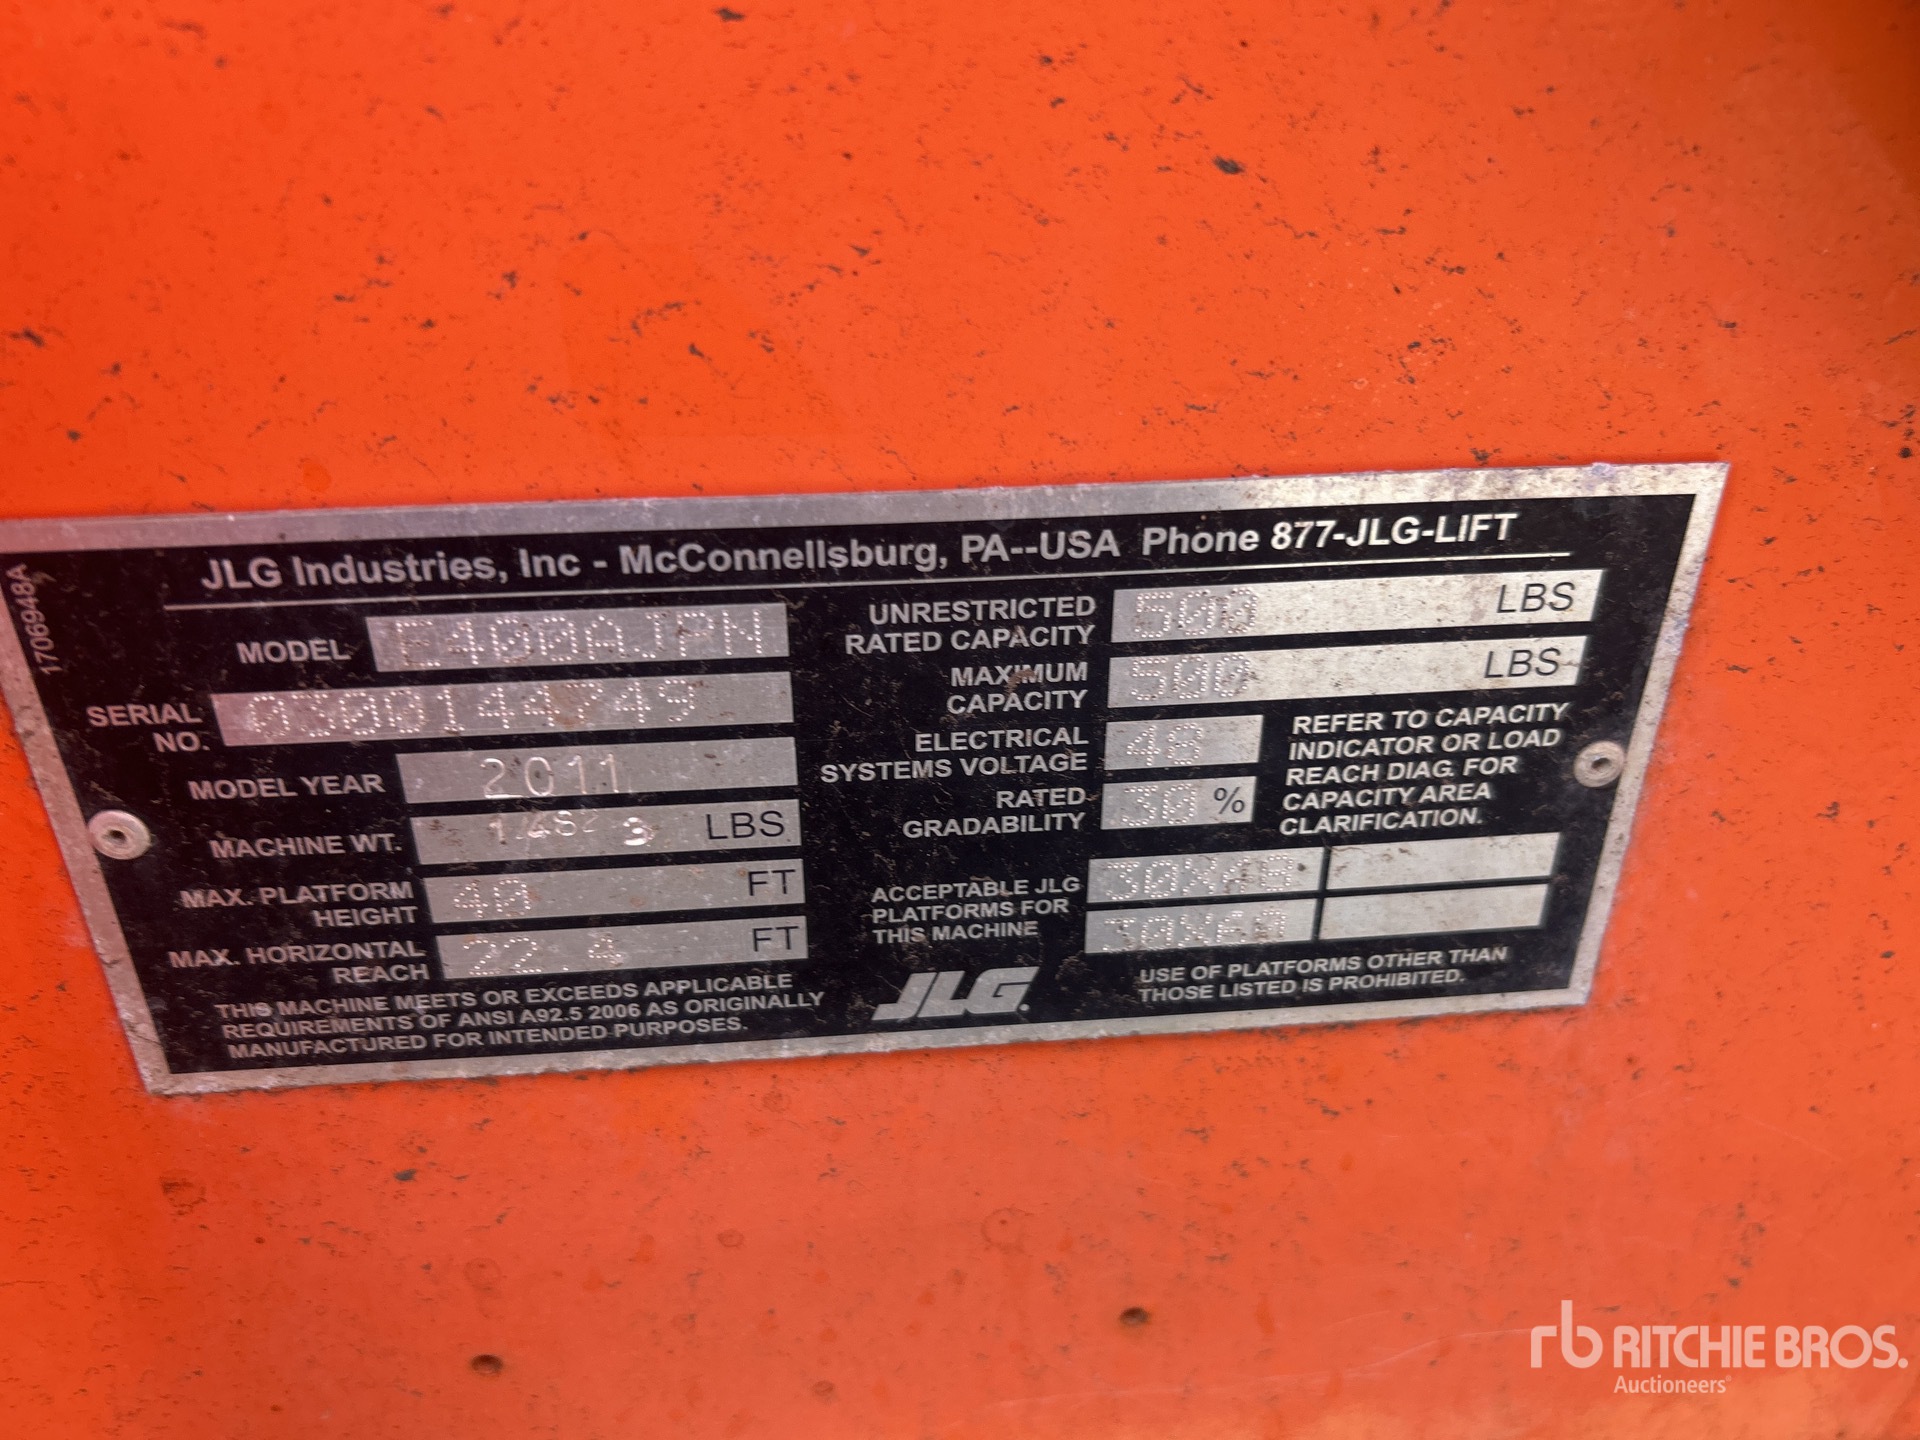 JLG Industries, Inc - McConnellsburg, PA--USA Phone 877-JLG-LIFT
1706948A
MODEL E400AJPN
SERIAL NO. 0300144749
MODEL YEAR 2011
MACHINE WT. LBS.
MAX. PLATFORM HEIGHT 40 FT
MAX. HORIZONTAL REACH 22 4 FT
THIS MACHINE MEETS OR EXCEEDS APPLICABLE
REQUIREMENTS OF ANSI A92.5 2006 AS ORIGINALLY
MANUFACTURED FOR INTENDED PURPOSES.
UNRESTRICTED RATED CAPACITY 500 LBS
MAXIMUM CAPACITY 500 LBS
ELECTRICAL SYSTEMS VOLTAGE 48
RATED GRADABILITY 30 %
REFER TO CAPACITY
INDICATOR OR LOAD
REACH DIAG. FOR
CAPACITY AREA
CLARIFICATION.
ACCEPTABLE JLG
PLATFORMS FOR
THIS MACHINE
30X48
30X60
JLG
USE OF PLATFORMS OTHER THAN
THOSE LISTED IS PROHIBITED.
rb RITCHIE BROS.
Auctioneers